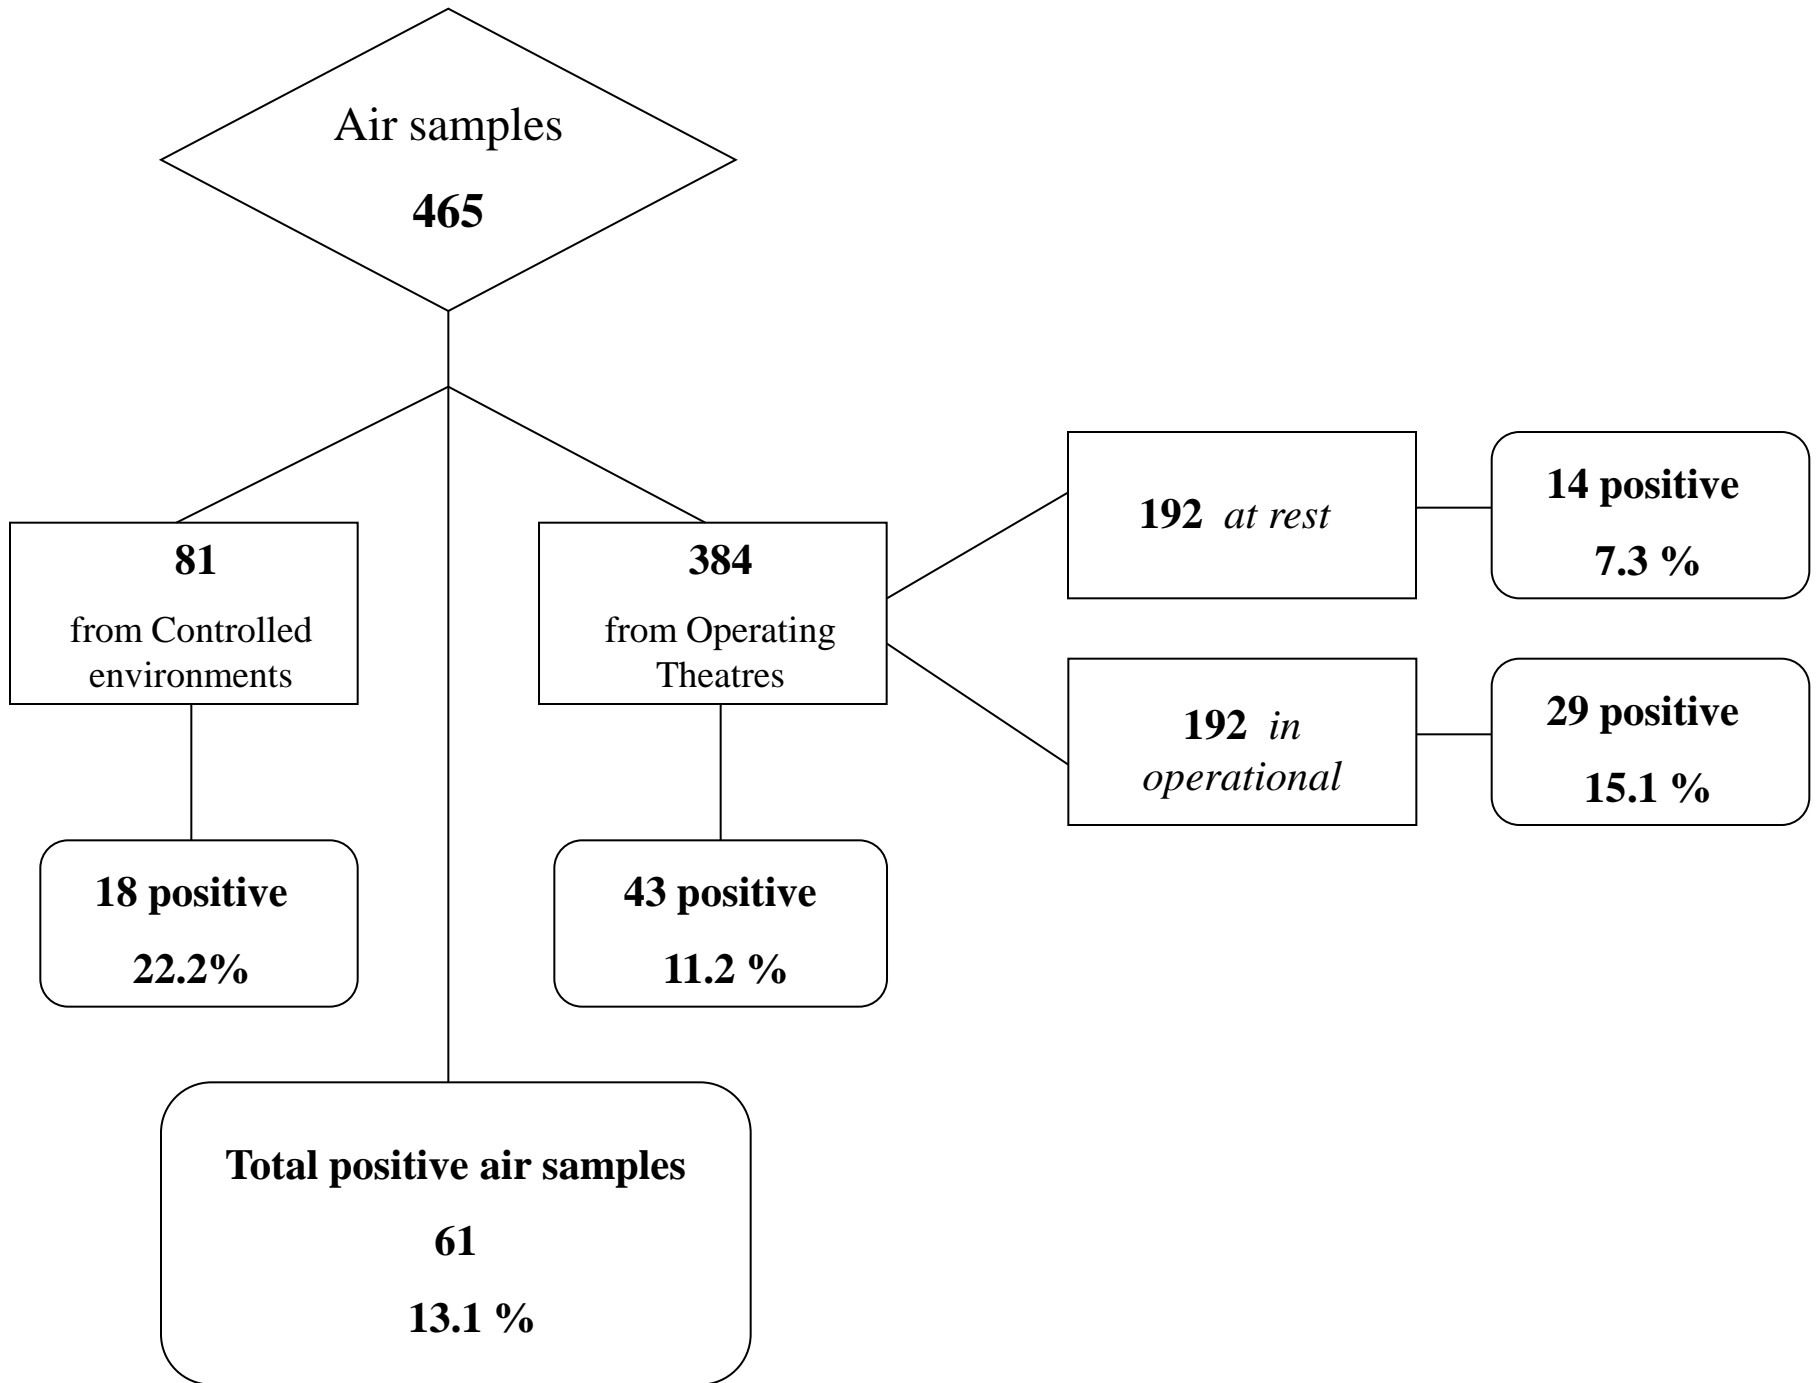 Air samples
465
81
from Controlled
environments
384
from Operating
Theatres
192 at rest
14 positive
7.3 %
192 in
operational
29 positive
15.1 %
18 positive
22.2%
43 positive
11.2 %
Total positive air samples
61
13.1 %